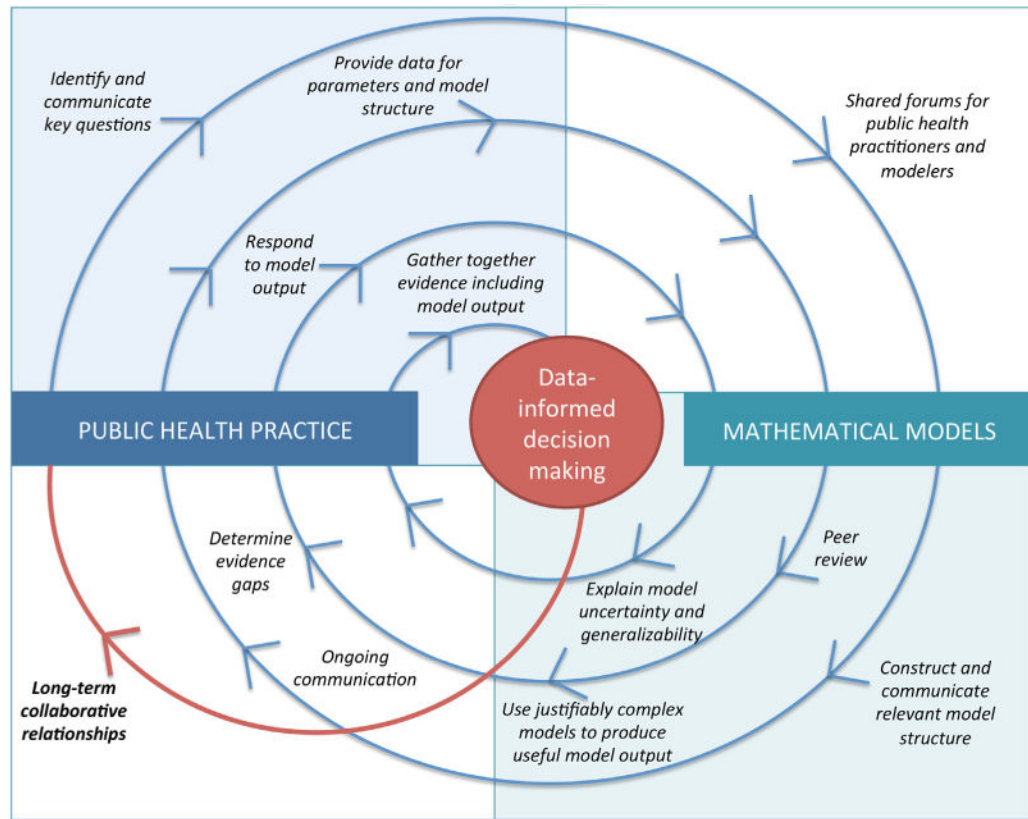 Identify and
communicate
key questions
Provide data for
parameters and model
structure
Shared forums for
public health
practitioners and
modelers
Respond
to model
output
Gather together
evidence including
model output
PUBLIC HEALTH PRACTICE
Data-
informed
decision
making
MATHEMATICAL MODELS
Determine
evidence
gaps
Peer
review
Explain model
uncertainty and
generalizability
Ongoing
communication
Long-term
collaborative
relationships
Use justifiably complex
models to produce
useful model output
Construct and
communicate
relevant model
structure